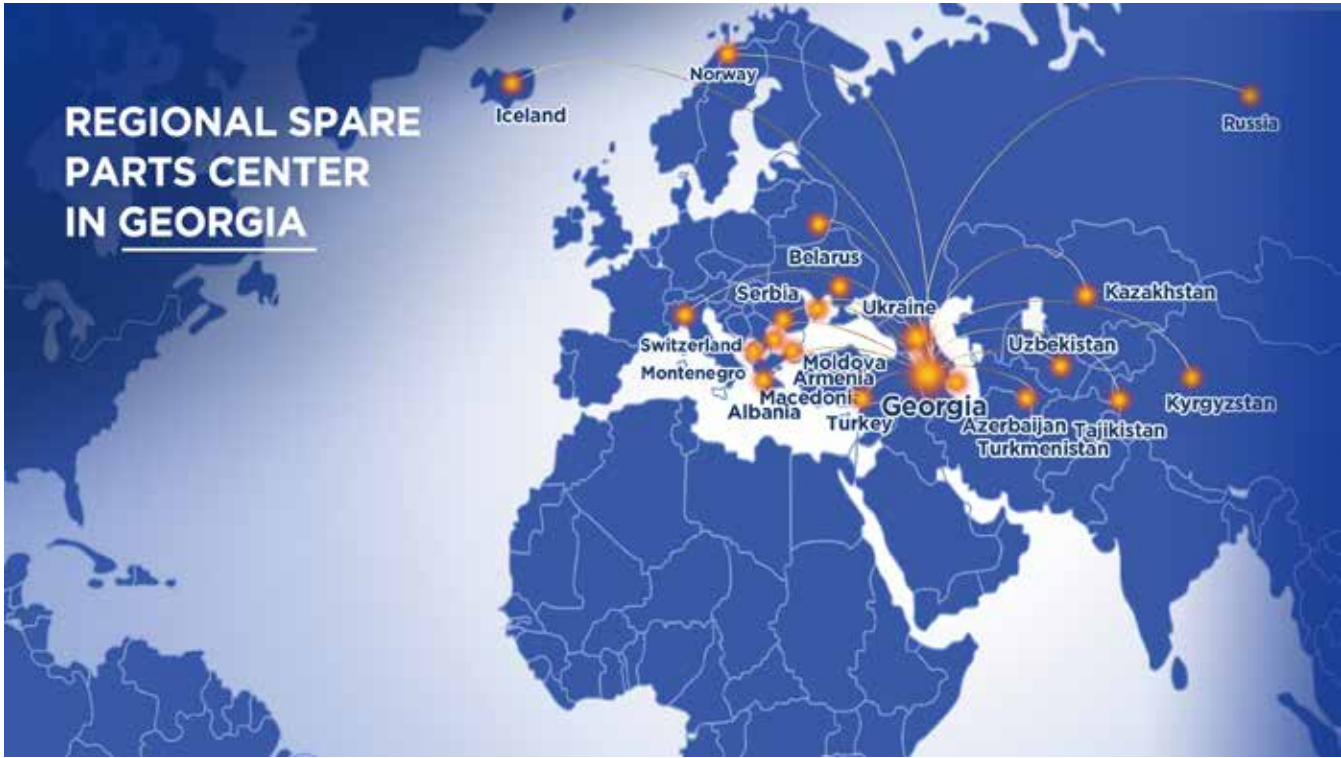 REGIONAL SPARE
PARTS CENTER
IN GEORGIA
Norway
Iceland
Russia
Belarus
Serbia
Ukraine
Kazakhstan
Switzerland
Uzbekistan
Moldova
Montenegro
Armenia
Macedonia
Kyrgyzstan
Albania
Turkey
Georgia
Azerbaijan
Tajikistan
Turkmenistan